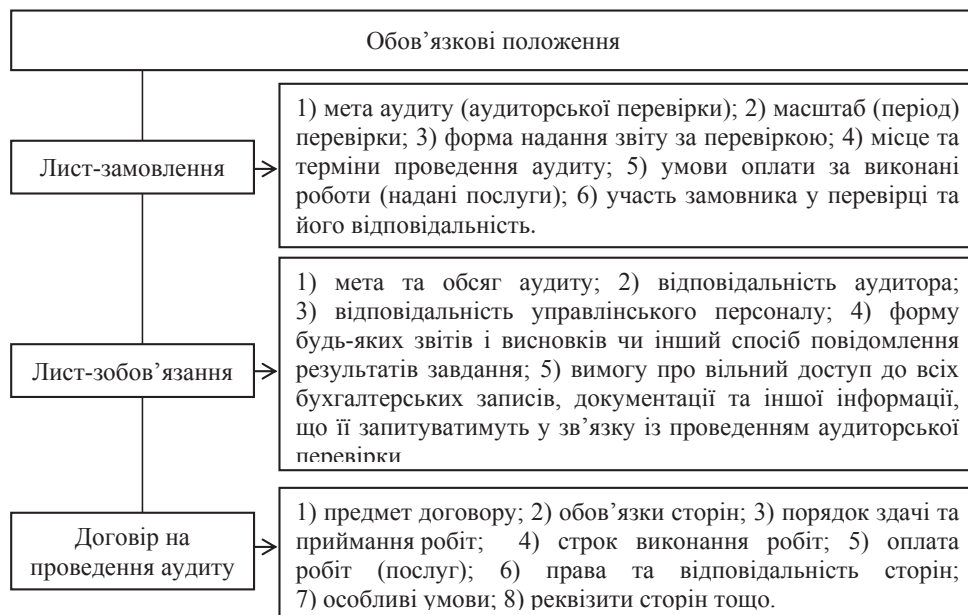 Обов’язкові положення
Лист-замовлення
1) мета аудиту (аудиторської перевірки); 2) масштаб (період)
перевірки; 3) форма надання звіту за перевіркою; 4) місце та
терміни проведення аудиту; 5) умови оплати за виконані
роботи (надані послуги); 6) участь замовника у перевірці та
його відповідальність.
Лист-зобов’язання
1) мета та обсяг аудиту; 2) відповідальність аудитора;
3) відповідальність управлінського персоналу; 4) форму
будь-яких звітів і висновків чи інший спосіб повідомлення
результатів завдання; 5) вимогу про вільний доступ до всіх
бухгалтерських записів, документації та іншої інформації,
що її запитуватимуть у зв’язку із проведенням аудиторської
перевірки
Договір на
проведення аудиту
1) предмет договору; 2) обов’язки сторін; 3) порядок здачі та
приймання робіт; 4) строк виконання робіт; 5) оплата
робіт (послуг); 6) права та відповідальність сторін;
7) особливі умови; 8) реквізити сторін тощо.